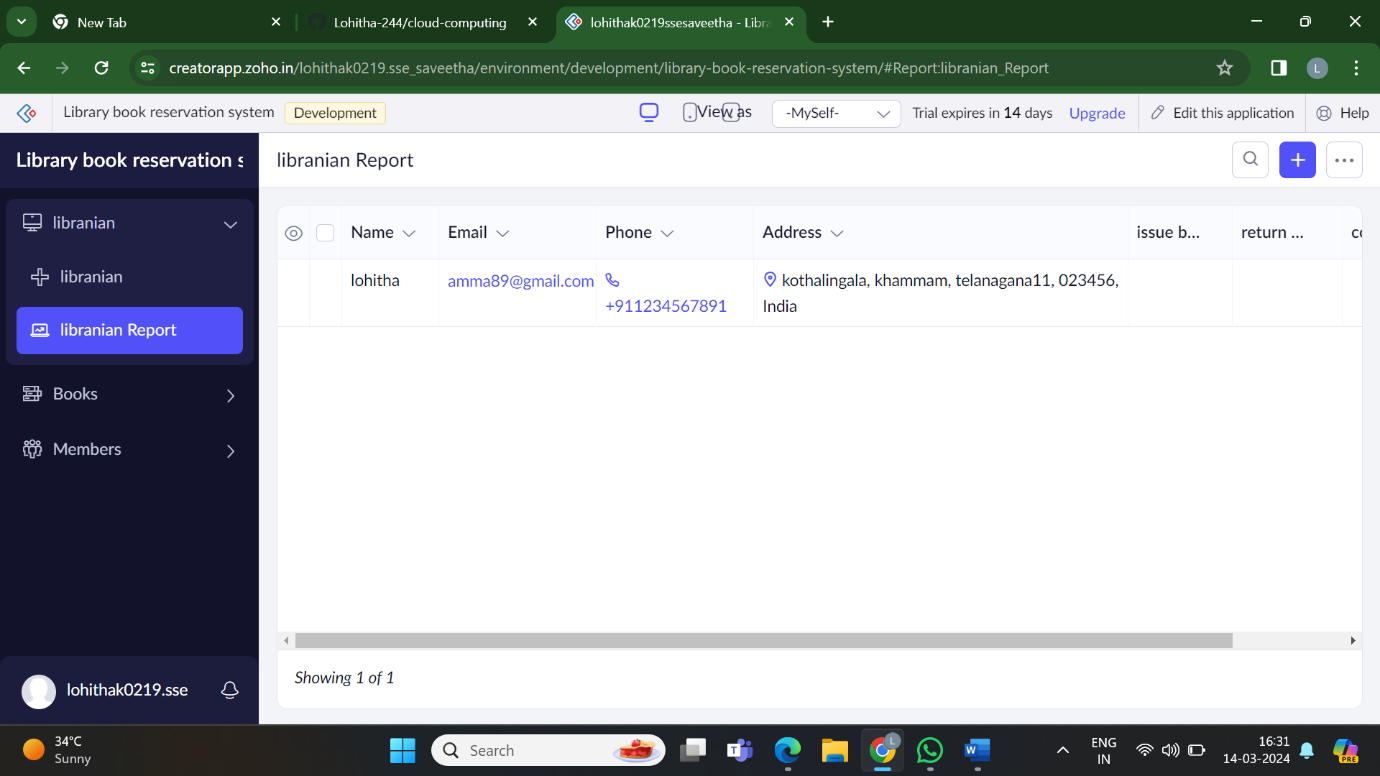 New Tab
Lohitha-244/cloud-computing
lohithak0219ssesaveetha - Libra
creatorapp.zoho.in/lohithak0219.sse_saveetha/environment/development/library-book-reservation-system/#Report:libranian_Report
L
Library book reservation system
Development
View as
-MySelf-
Trial expires in 14 days
Upgrade
Edit this application
Help
Library book reservation s
libranian Report
libranian
libranian
libranian Report
Books
Members
Name
Email
Phone
Address
issue b...
return ...
co
lohitha
amma89@gmail.com
+911234567891
kothalingala, khammam, telanagana11, 023456,
India
Showing 1 of 1
lohithak0219.sse
34°C
Sunny
Search
L
ENG
IN
16:31
14-03-2024
PRE